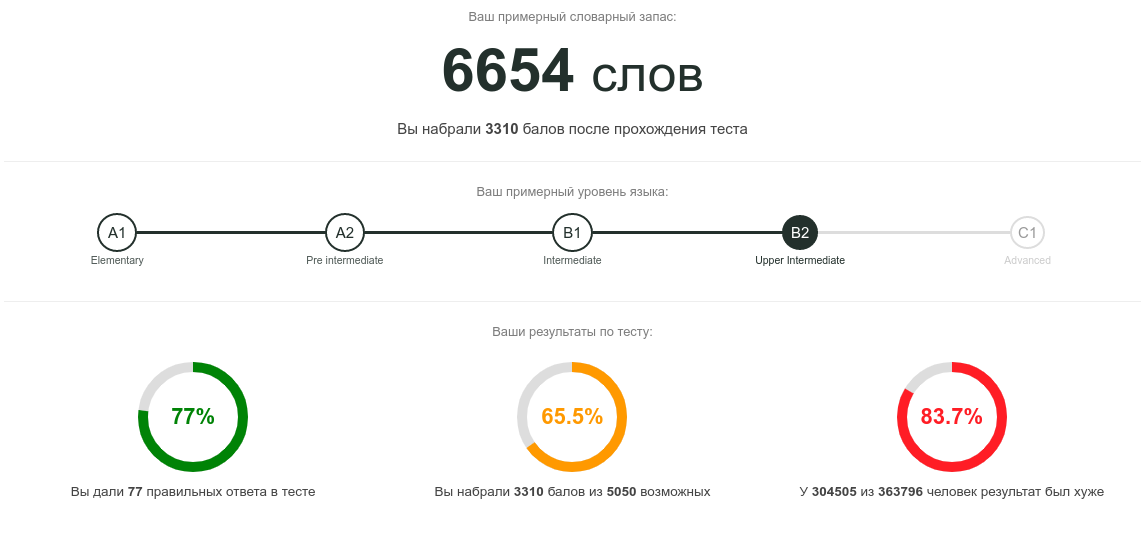 Ваш примерный словарный запас:
6654 слов
Вы набрали 3310 балов после прохождения теста
Ваш примерный уровень языка:
A1 A2 B1 B2 C1
Elementary Pre intermediate Intermediate Upper Intermediate Advanced
Ваши результаты по тесту:
77% 65.5% 83.7%
Вы дали 77 правильных ответа в тесте
Вы набрали 3310 балов из 5050 возможных
У 304505 из 363796 человек результат был хуже